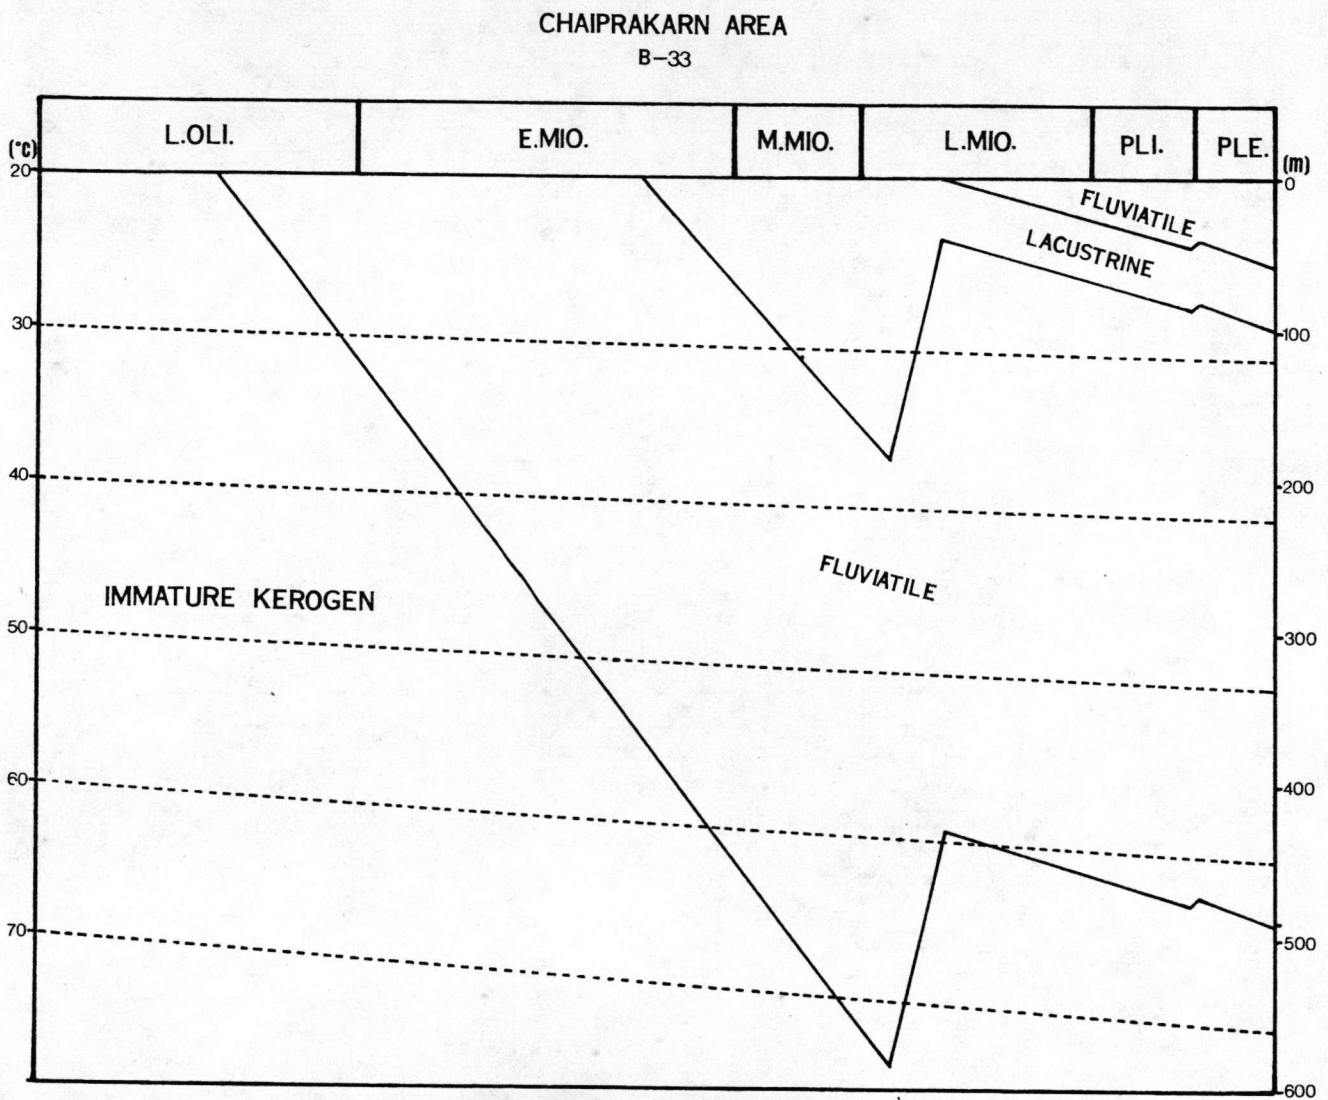 CHAIPRAKARN AREA
B-33
L.OLI. E.MIO. M.MIO. L.MIO. PLI. PLE.
(°C) (m)
20 0
FLUVIATILE
LACUSTRINE
30 100
40 200
FLUVIATILE
IMMATURE KEROGEN
50 300
60 400
70 500
600